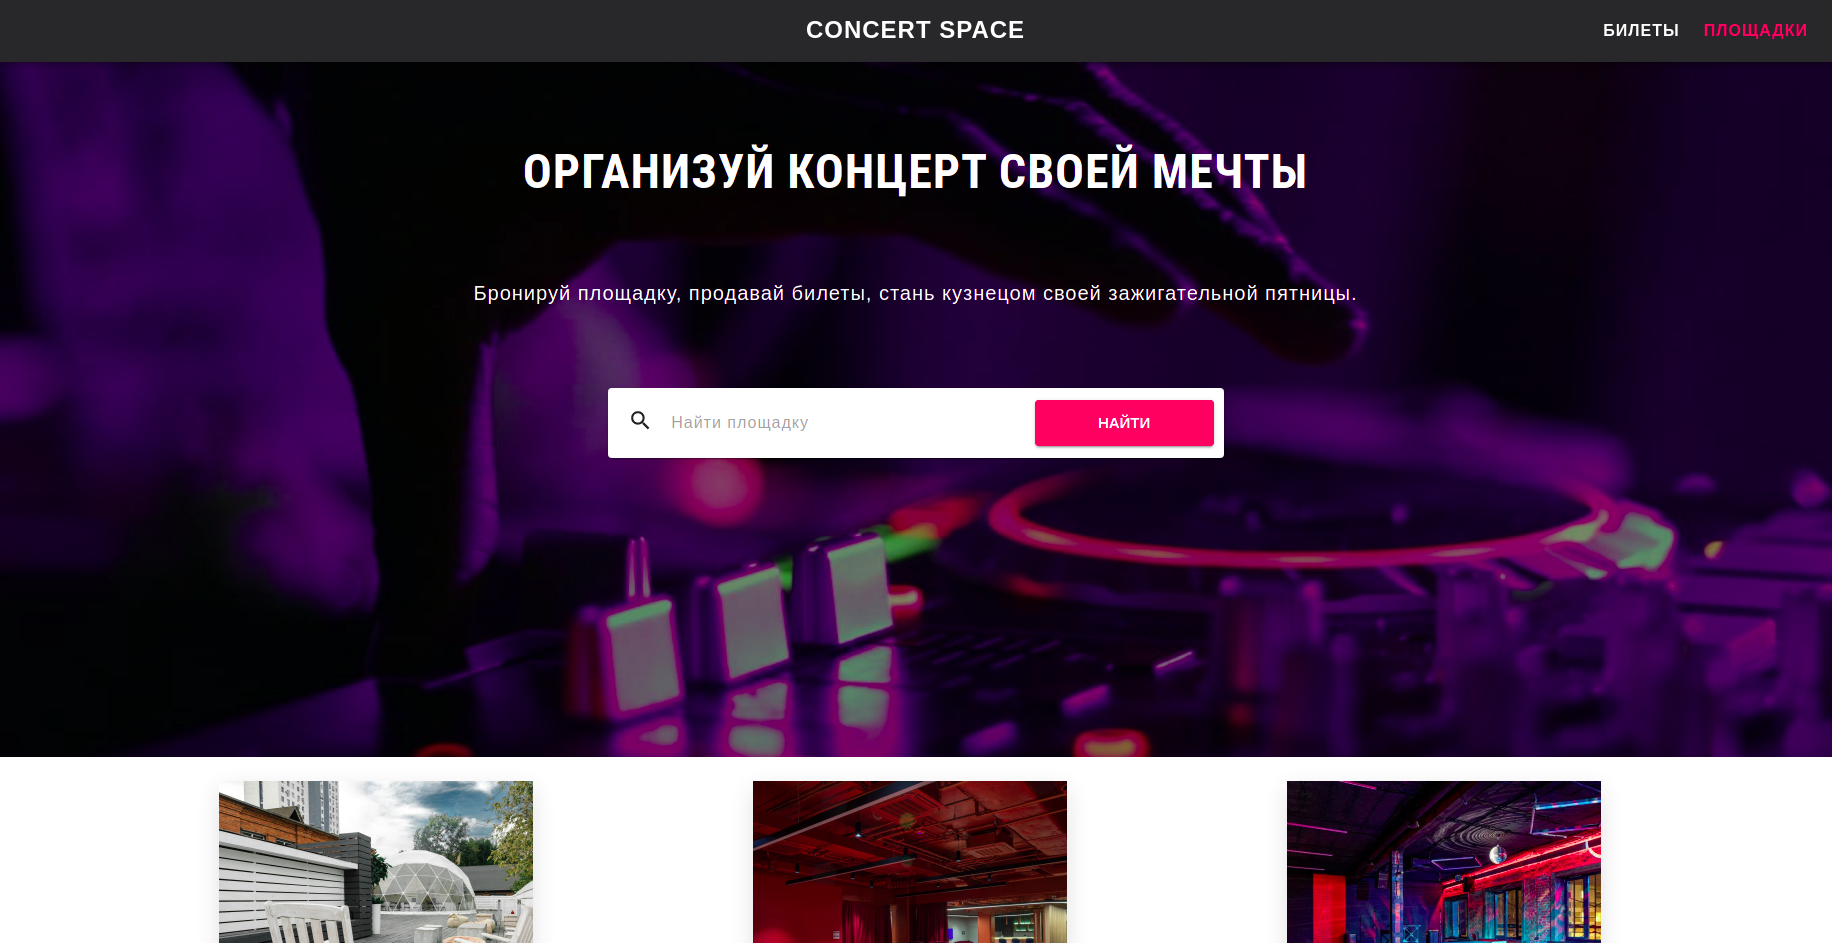 CONCERT SPACE
БИЛЕТЫ ПЛОЩАДКИ
ОРГАНИЗУЙ КОНЦЕРТ СВОЕЙ МЕЧТЫ
Бронируй площадку, продавай билеты, стань кузнецом своей зажигательной пятницы.
Найти площадку НАЙТИ